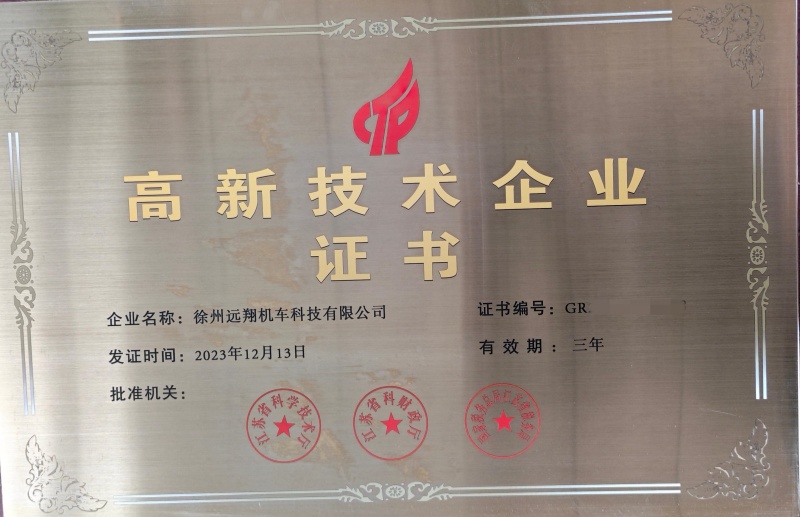 高新技术企业
证书
企业名称：徐州远翔机车科技有限公司
证书编号：GR
发证时间：2023年12月13日
有效期：三年
批准机关：
江苏省科学技术厅
江苏省科财政厅